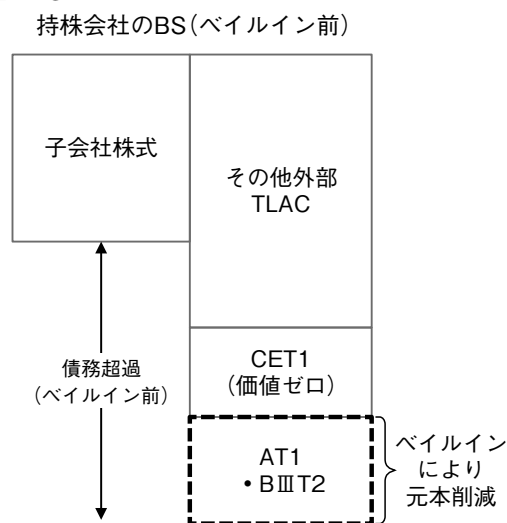 持株会社のBS(ベイルイン前)
子会社株式
その他外部
TLAC
債務超過
(ベイルイン前)
CET1
(価値ゼロ)
AT1
・BⅢT2
ベイルイン
により
元本削減